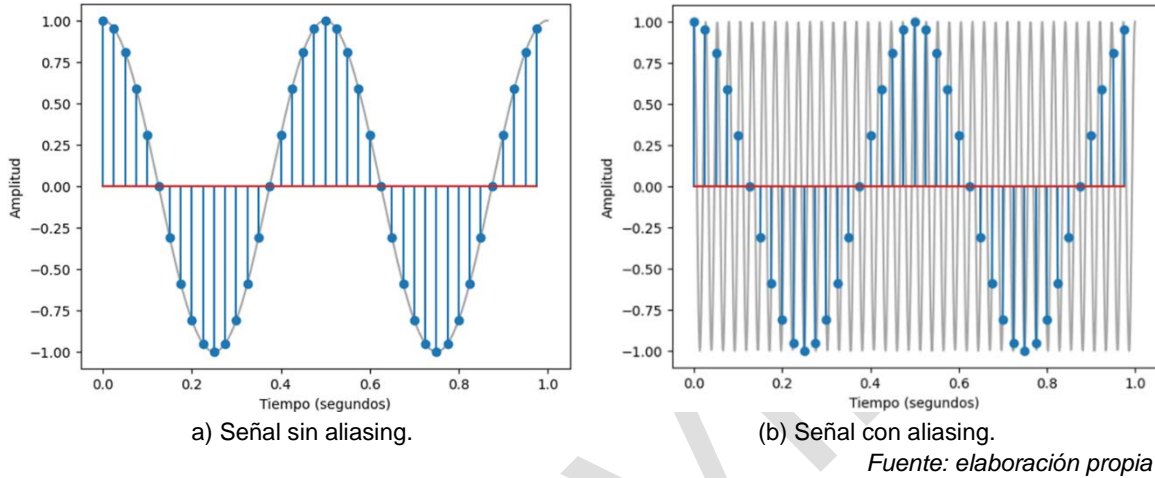 1.00
0.75
0.50
0.25
0.00
−0.25
−0.50
−0.75
−1.00
Amplitud
0.0 0.2 0.4 0.6 0.8 1.0
Tiempo (segundos)
a) Señal sin aliasing.
1.00
0.75
0.50
0.25
0.00
−0.25
−0.50
−0.75
−1.00
Amplitud
0.0 0.2 0.4 0.6 0.8 1.0
Tiempo (segundos)
(b) Señal con aliasing.
Fuente: elaboración propia